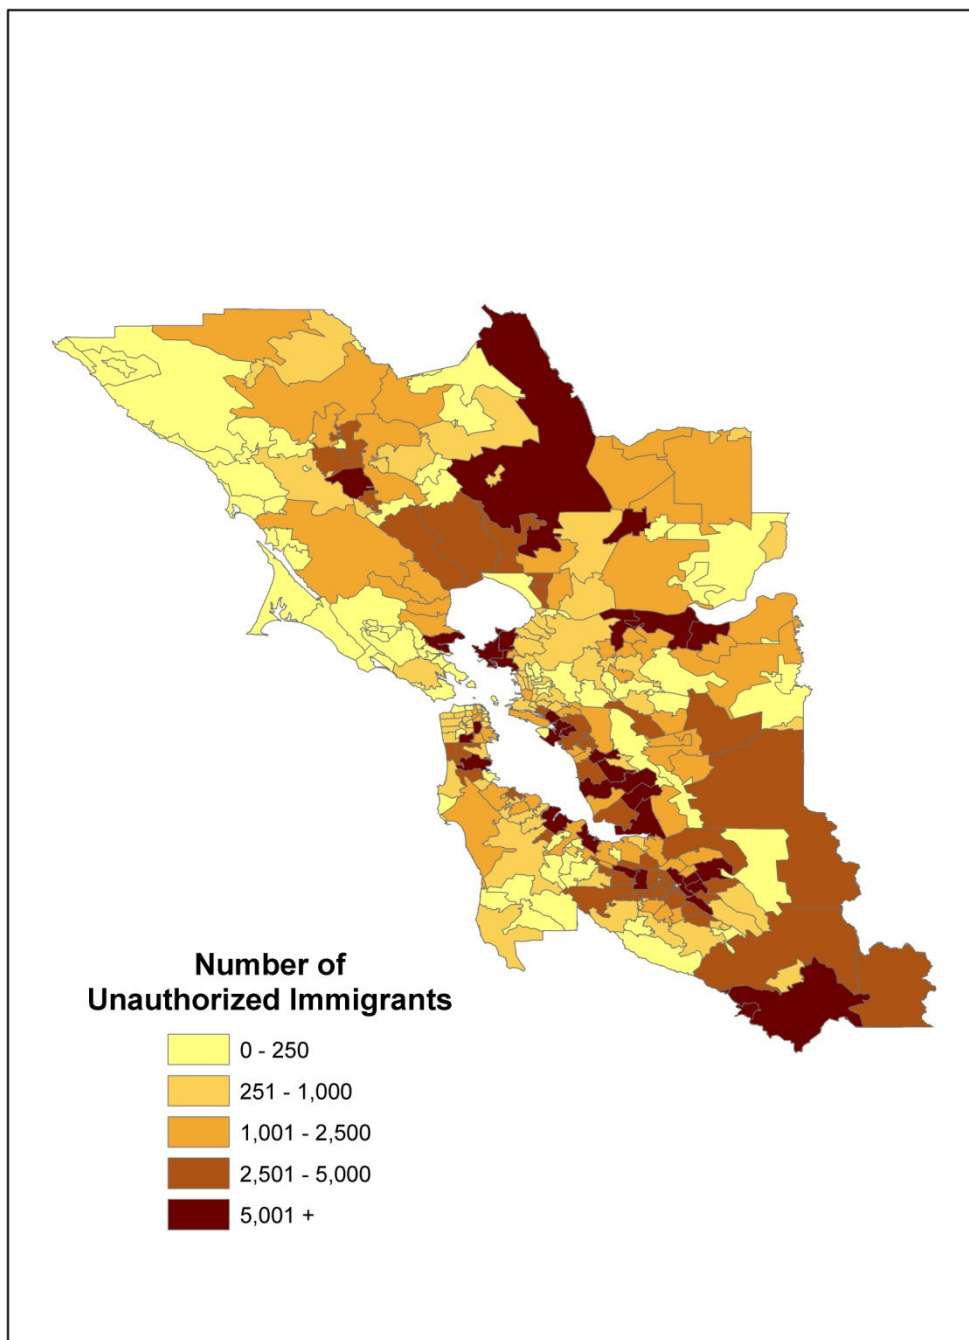 Number of
Unauthorized Immigrants
0 - 250
251 - 1,000
1,001 - 2,500
2,501 - 5,000
5,001 +